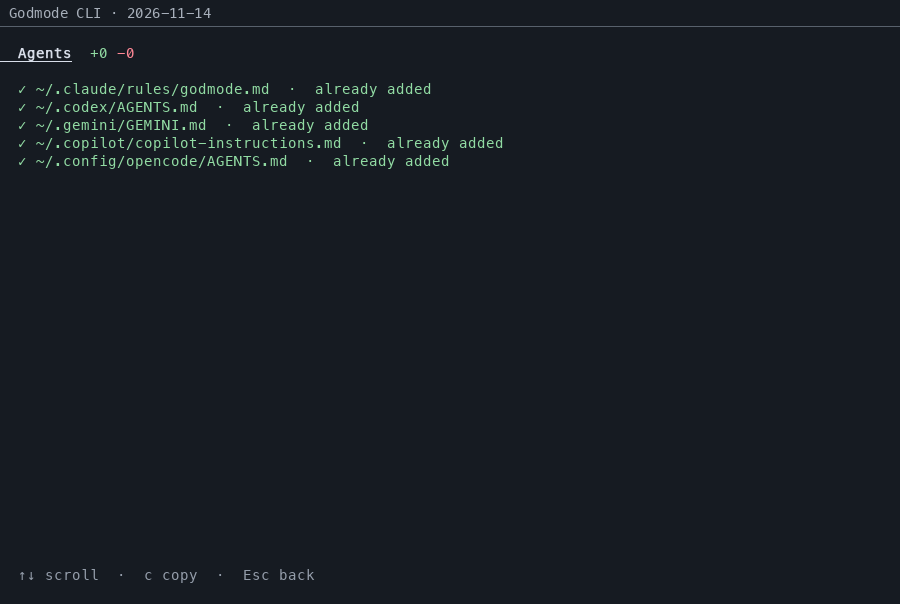 Godmode CLI · 2026-11-14
Agents +0 -0
✓ ~/.claude/rules/godmode.md · already added
✓ ~/.codex/AGENTS.md · already added
✓ ~/.gemini/GEMINI.md · already added
✓ ~/.copilot/copilot-instructions.md · already added
✓ ~/.config/opencode/AGENTS.md · already added
↑↓ scroll · c copy · Esc back